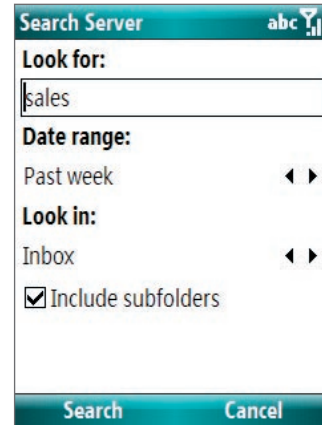 Search Server abc
Look for:
sales
Date range:
Past week
Look in:
Inbox
Include subfolders
Search Cancel